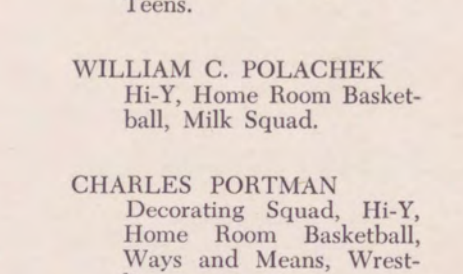 Teens.
WILLIAM C. POLACHEK
Hi-Y, Home Room Basket-
ball, Milk Squad.
CHARLES PORTMAN
Decorating Squad, Hi-Y,
Home Room Basketball,
Ways and Means, Wrest-